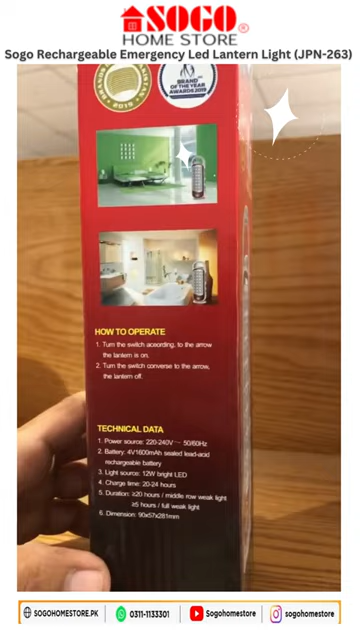 SOGO®
HOME STORE
Sogo Rechargeable Emergency Led Lantern Light (JPN-263)
BRAND
OF THE YEAR
AWARDS 2019
HOW TO OPERATE
1. Turn the switch aceording, to the arrow
the lantern is on.
2. Turn the switch converse to the arrow,
the lantern off.
TECHNICAL DATA
1. Power source: 220-240V~ 50/60Hz
2. Battery: 4V1600mAh sealed lead-acid
rechargeable battery
3. Light source: 12W bright LED
4. Charge time: 20-24 hours
5. Duration: ≥20 hours / middle row weak light
≥5 hours / full weak light
6. Dimension: 90x57x281mm
SOGOHOMESTORE.PK
0311-1133301
Sogohomestore
sogohomestore